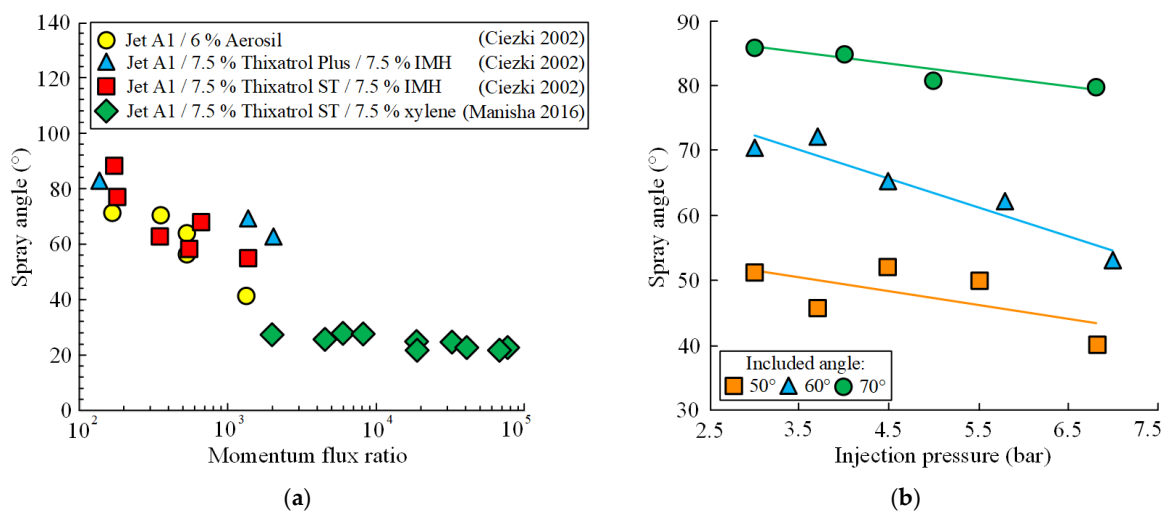 140
120
100
80
60
40
20
0
Spray angle (°)
Jet A1 / 6 % Aerosil (Ciezki 2002)
Jet A1 / 7.5 % Thixatrol Plus / 7.5 % IMH (Ciezki 2002)
Jet A1 / 7.5 % Thixatrol ST / 7.5 % IMH (Ciezki 2002)
Jet A1 / 7.5 % Thixatrol ST / 7.5 % xylene (Manisha 2016)
10² 10³ 10⁴ 10⁵
Momentum flux ratio
(a)
90
80
70
60
50
40
30
Spray angle (°)
Included angle:
50° 60° 70°
2.5 3.5 4.5 5.5 6.5 7.5
Injection pressure (bar)
(b)